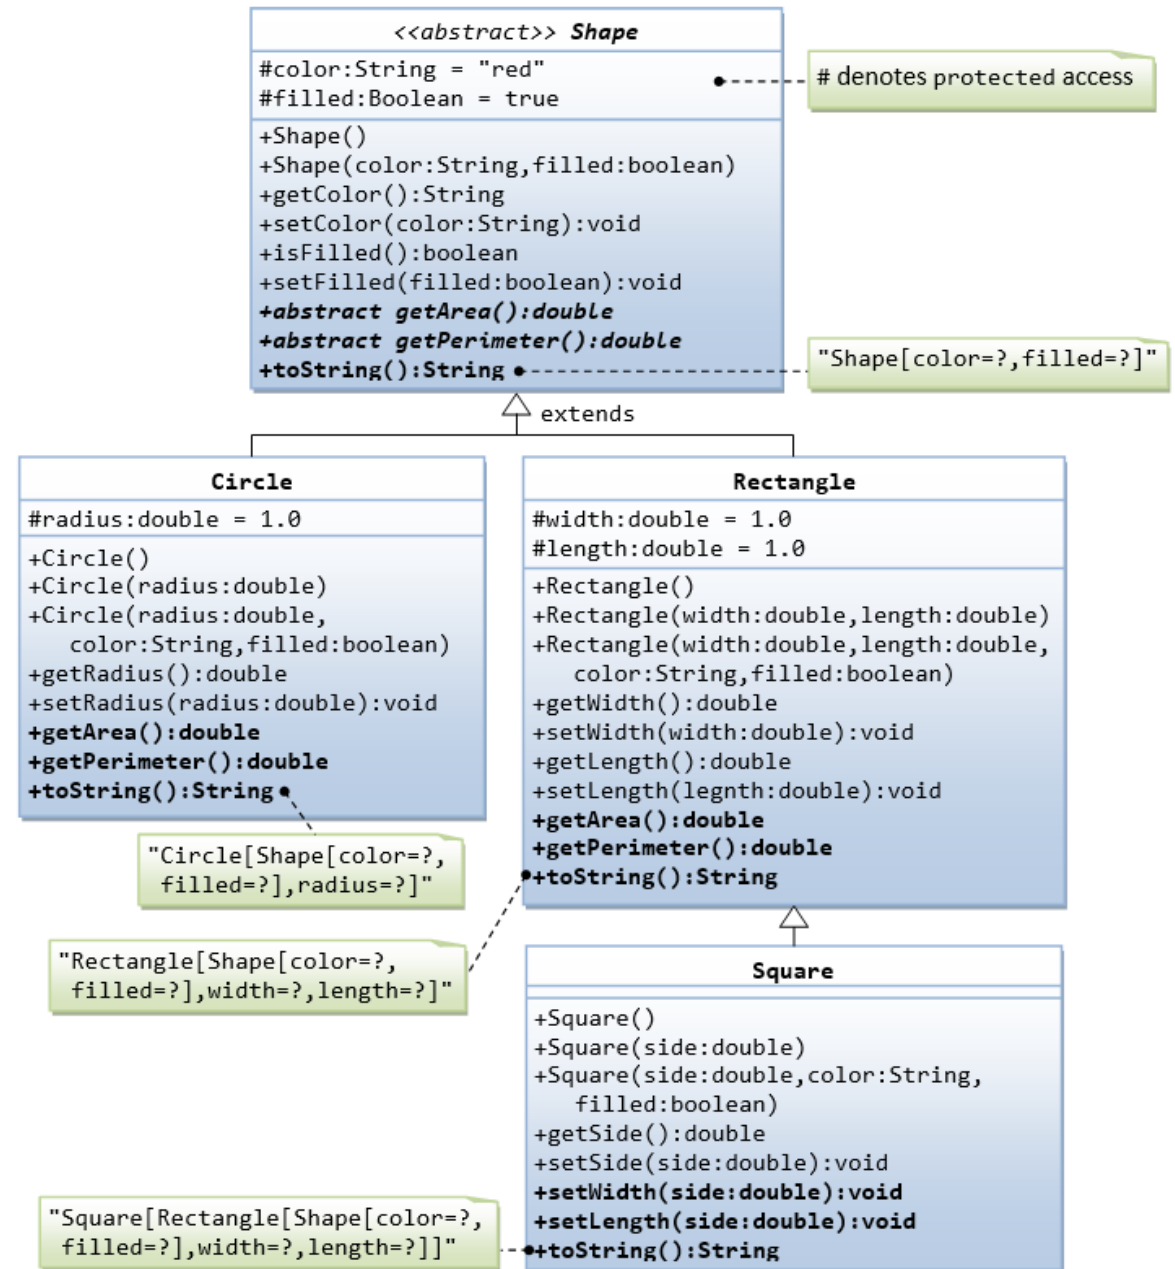 <<abstract>> Shape
#color:String = "red"
#filled:Boolean = true
# denotes protected access
+Shape()
+Shape(color:String,filled:boolean)
+getColor():String
+setColor(color:String):void
+isFilled():boolean
+setFilled(filled:boolean):void
+abstract getArea():double
+abstract getPerimeter():double
+toString():String
"Shape[color=?,filled=?]"
extends
Circle
#radius:double = 1.0
+Circle()
+Circle(radius:double)
+Circle(radius:double,
color:String,filled:boolean)
+getRadius():double
+setRadius(radius:double):void
+getArea():double
+getPerimeter():double
+toString():String
"Circle[Shape[color=?,
filled=?],radius=?]"
Rectangle
#width:double = 1.0
#length:double = 1.0
+Rectangle()
+Rectangle(width:double,length:double)
+Rectangle(width:double,length:double,
color:String,filled:boolean)
+getWidth():double
+setWidth(width:double):void
+getLength():double
+setLength(legnth:double):void
+getArea():double
+getPerimeter():double
+toString():String
"Rectangle[Shape[color=?,
filled=?],width=?,length=?]"
Square
+Square()
+Square(side:double)
+Square(side:double,color:String,
filled:boolean)
+getSide():double
+setSide(side:double):void
+setWidth(side:double):void
+setLength(side:double):void
+toString():String
"Square[Rectangle[Shape[color=?,
filled=?],width=?,length=?]]"